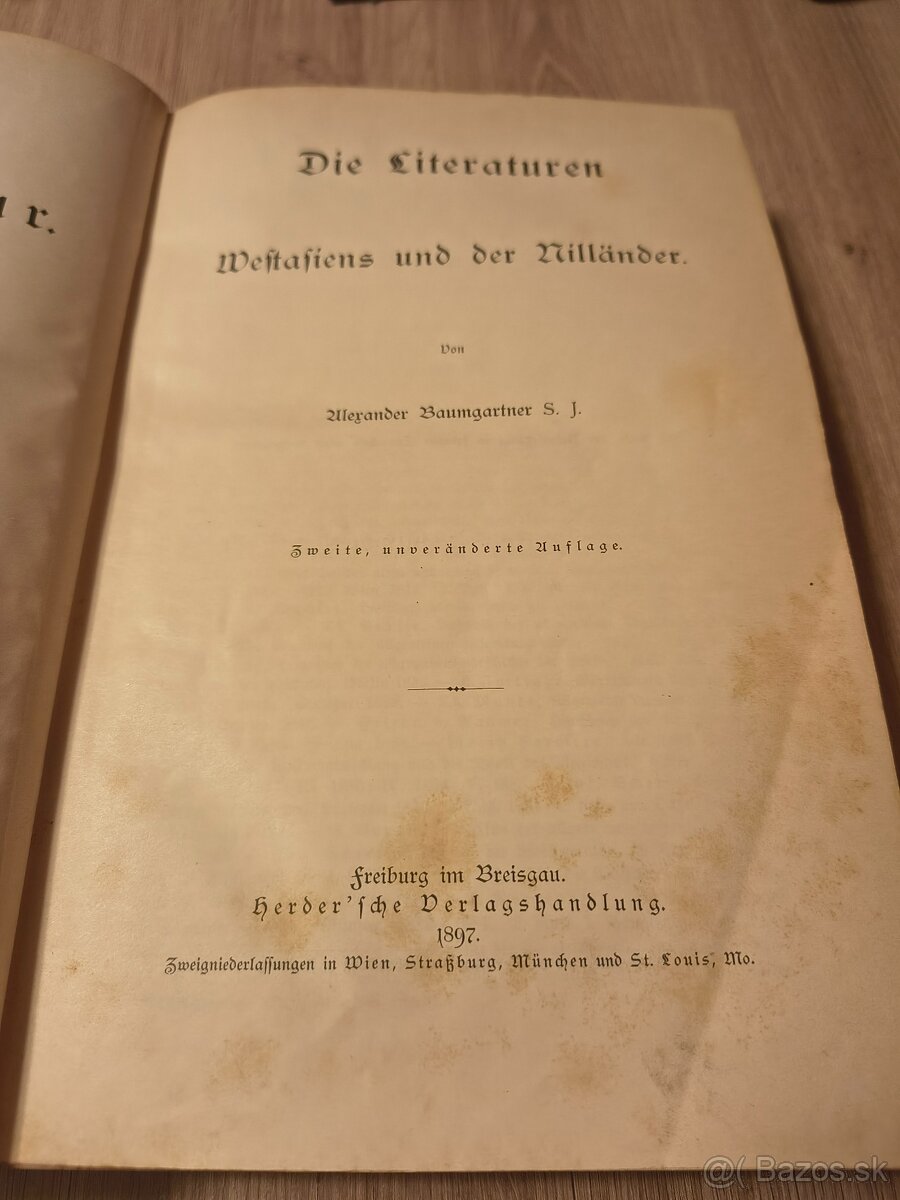 r.
Die Literaturen
Weſtaſiens und der Nilländer.
Von
Alexander Baumgartner S. J.
Zweite, unveränderte Auflage.
Freiburg im Breisgau.
Herder'ſche Verlagshandlung.
1897.
Zweigniederlaſſungen in Wien, Straßburg, München und St. Louis, Mo.
@( Bazos.sk